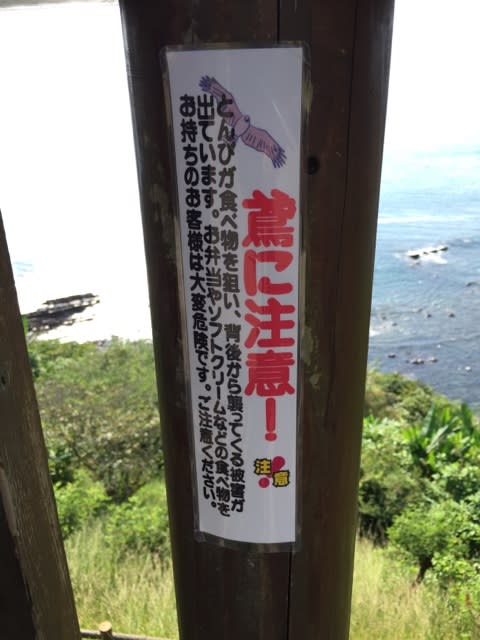 鳶に注意！
とんびが食べ物を狙い、背後から襲ってくる被害が
出ています。お弁当やソフトクリームなどの食べ物を
お持ちのお客様は大変危険です。ご注意ください。
注！意